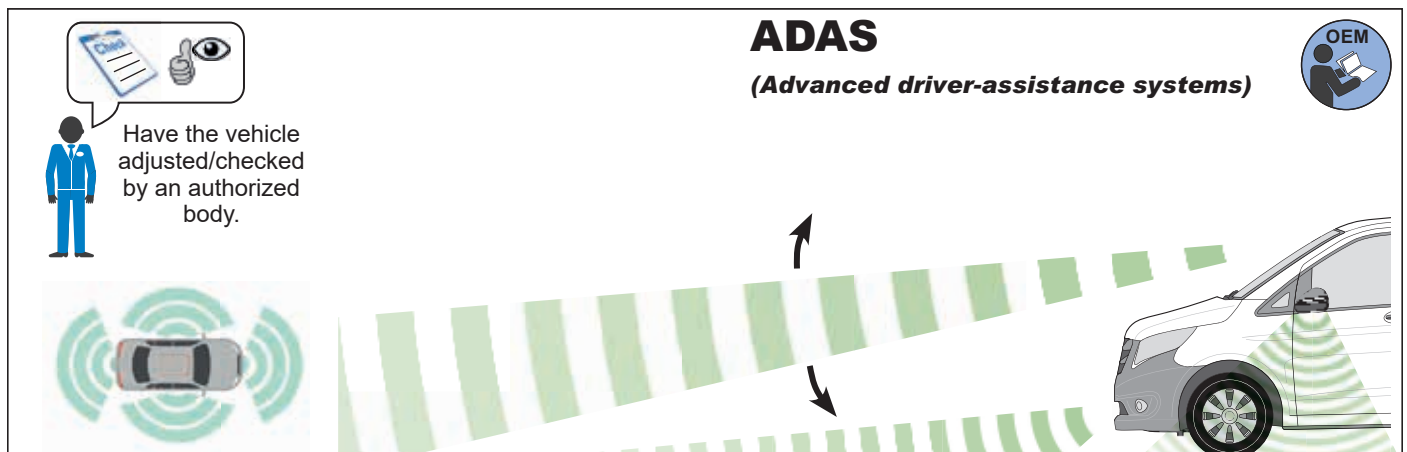 Check
Have the vehicle
adjusted/checked
by an authorized
body.
ADAS
(Advanced driver-assistance systems)
OEM